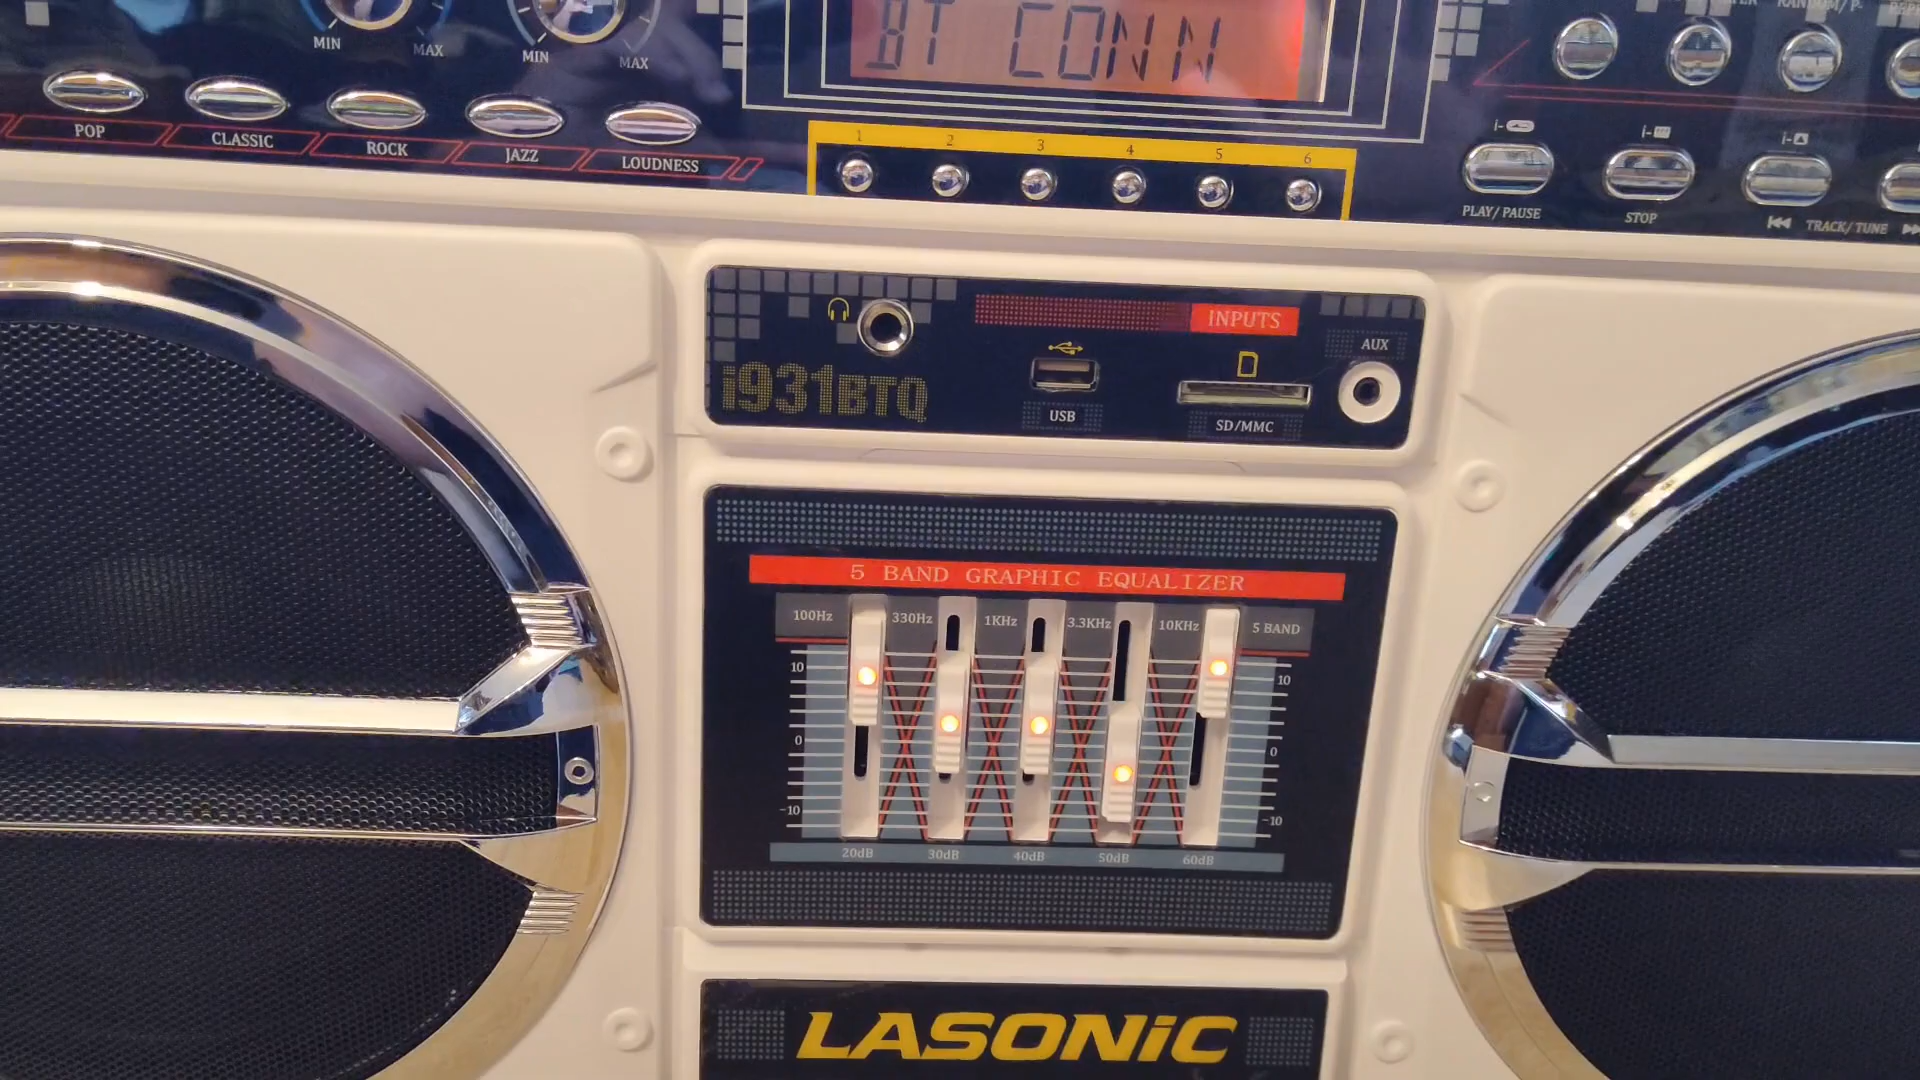 BT CONN
MIN
MAX
MIN
MAX
RANDOM/P-
POP
CLASSIC
ROCK
JAZZ
LOUDNESS
1 2 3 4 5 6
i-
i-
i-
PLAY/PAUSE
STOP
TRACK/TUNE
INPUTS
AUX
i931BTQ
USB
SD/MMC
5 BAND GRAPHIC EQUALIZER
100Hz 330Hz 1KHz 3.3KHz 10KHz 5 BAND
10 10
0 0
-10 -10
20dB 30dB 40dB 50dB 60dB
LASONiC